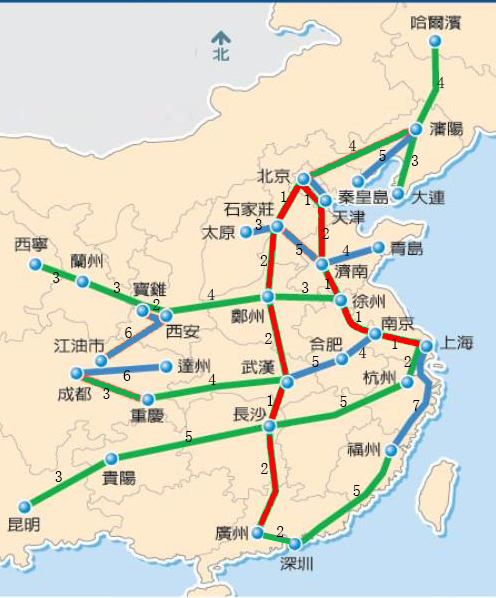 哈爾濱
北
4
瀋陽
4
5
3
北京
1
1
秦皇島
大連
石家莊
天津
太原
3
2
西寧
5
4
青島
蘭州
2
濟南
3
寶雞
1
3
2
4
3
徐州
西安
鄭州
1
南京
6
江油市
合肥
1
上海
2
4
達州
武漢
5
2
6
杭州
成都
4
3
1
7
重慶
長沙
5
5
福州
貴陽
2
3
5
昆明
廣州
2
深圳